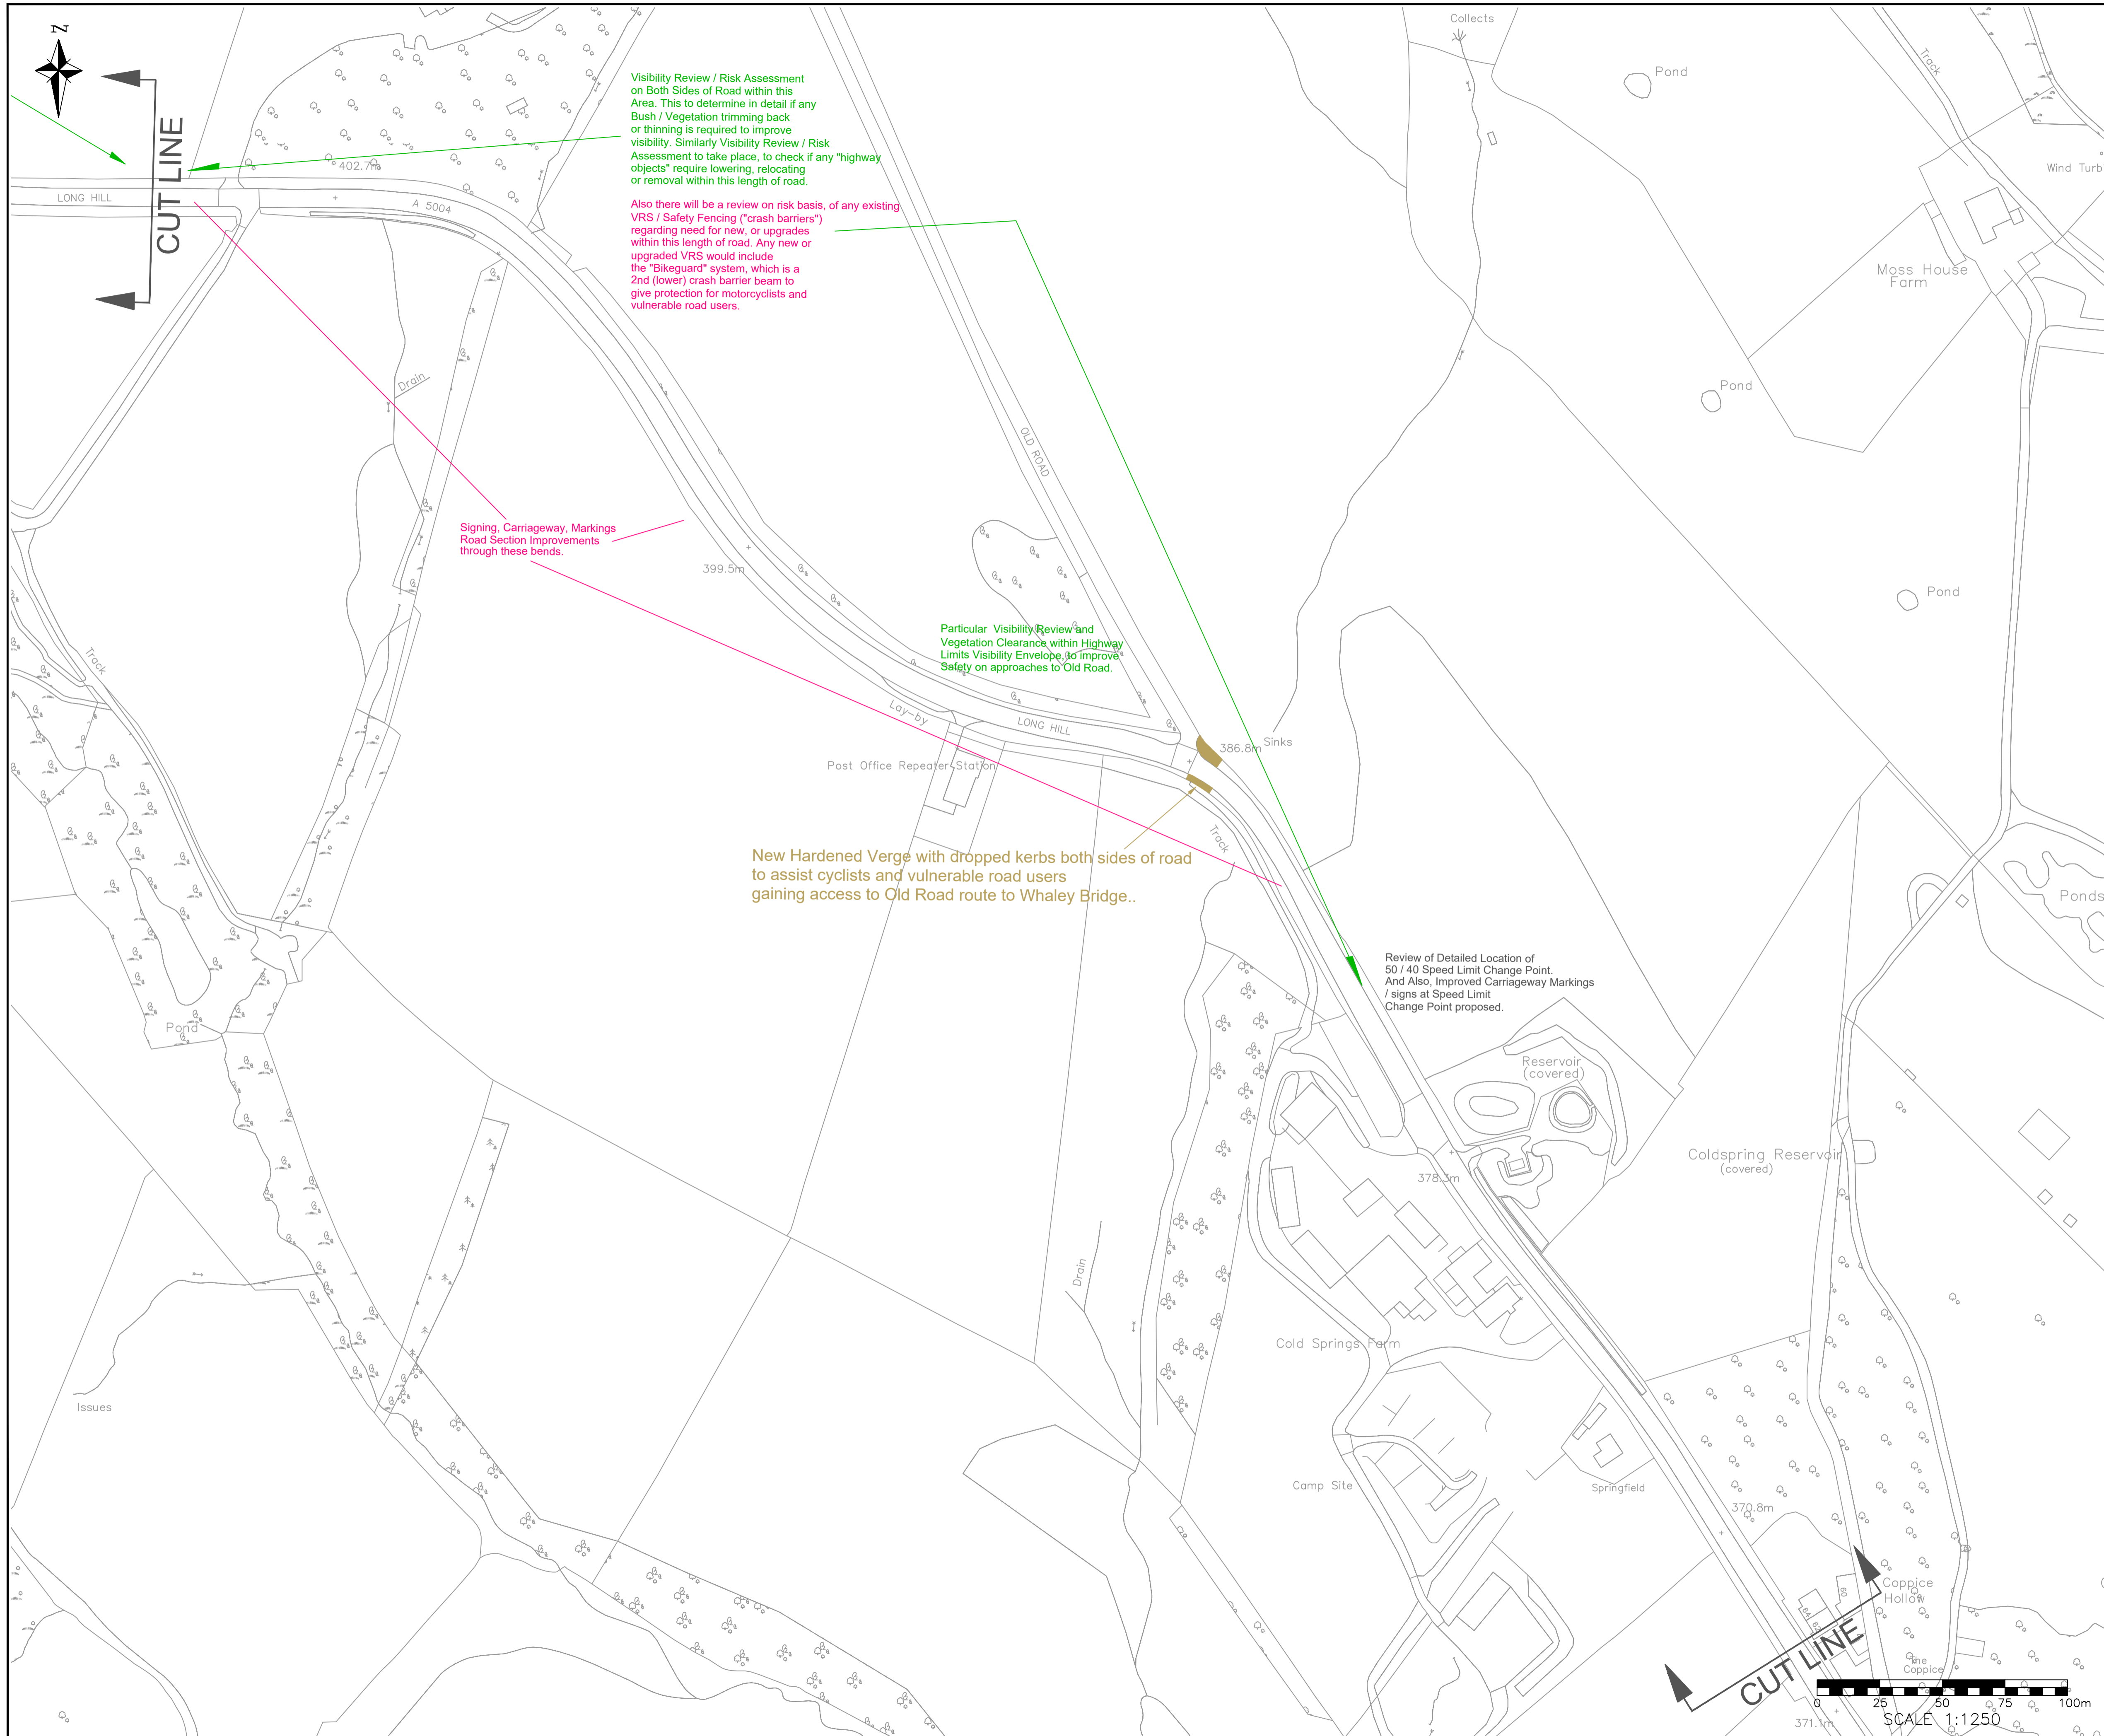 N
CUT LINE
LONG HILL
402.7m
A 5004
Visibility Review / Risk Assessment
on Both Sides of Road within this
Area. This to determine in detail if any
Bush / Vegetation trimming back
or thinning is required to improve
visibility. Similarly Visibility Review / Risk
Assessment to take place, to check if any "highway
objects" require lowering, relocating
or removal within this length of road.
Also there will be a review on risk basis, of any existing
VRS / Safety Fencing ("crash barriers")
regarding need for new, or upgrades
within this length of road. Any new or
upgraded VRS would include
the "Bikeguard" system, which is a
2nd (lower) crash barrier beam to
give protection for motorcyclists and
vulnerable road users.
Collects
Pond
Track
Wind Turb
Moss House
Farm
Pond
Drain
OLD ROAD
Signing, Carriageway, Markings
Road Section Improvements
through these bends.
399.5m
Pond
Particular Visibility Review and
Vegetation Clearance within Highway
Limits Visibility Envelope, to improve
Safety on approaches to Old Road.
Track
Lay-by
LONG HILL
386.8m
Sinks
Post Office Repeater Station
Track
New Hardened Verge with dropped kerbs both sides of road
to assist cyclists and vulnerable road users
gaining access to Old Road route to Whaley Bridge..
Ponds
Review of Detailed Location of
50 / 40 Speed Limit Change Point.
And Also, Improved Carriageway Markings
/ signs at Speed Limit
Change Point proposed.
Pond
Reservoir
(covered)
Coldspring Reservoir
(covered)
378.3m
Drain
Cold Springs Farm
Issues
Camp Site
Springfield
370.8m
Coppice
Hollow
60
62
64
The
Coppice
CUT LINE
0 25 50 75 100m
SCALE 1:1250
371.1m